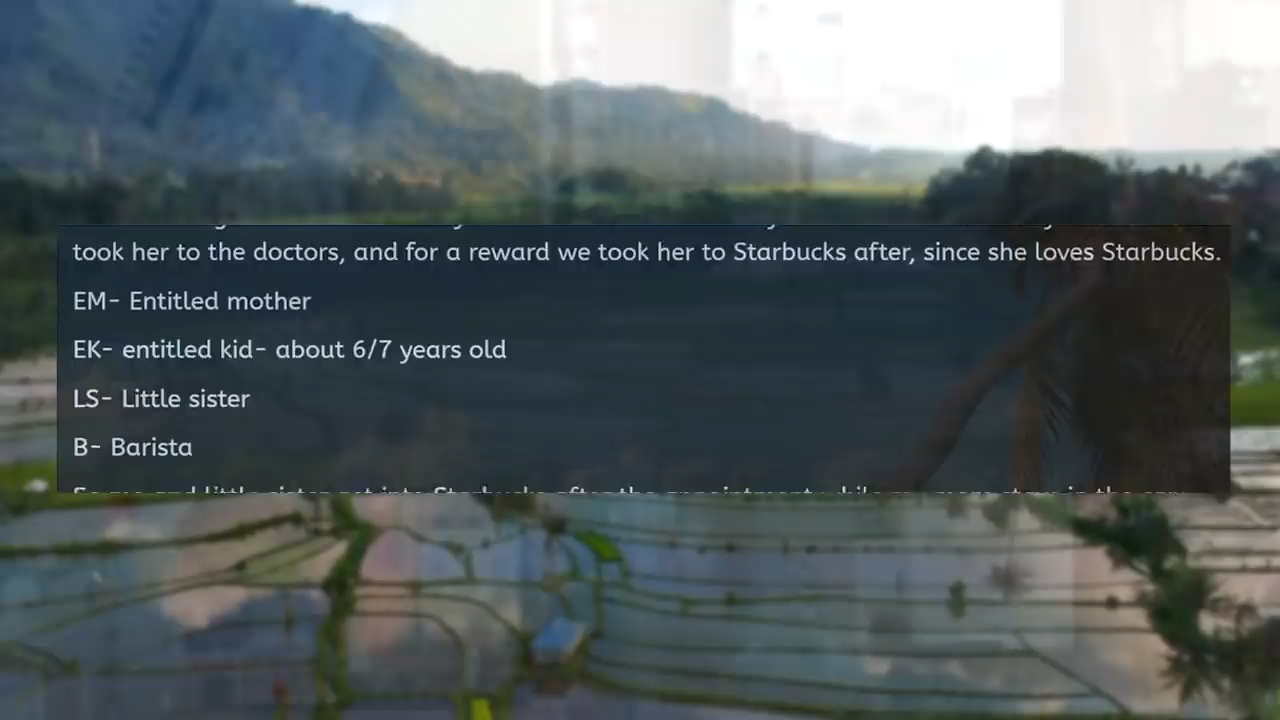 took her to the doctors, and for a reward we took her to Starbucks after, since she loves Starbucks.
EM- Entitled mother
EK- entitled kid- about 6/7 years old
LS- Little sister
B- Barista